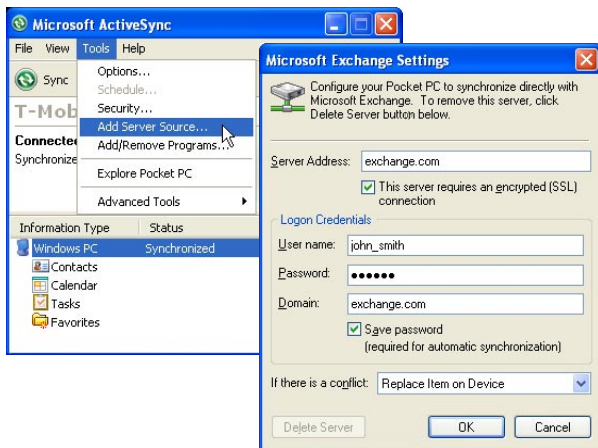 Microsoft ActiveSync
File View Tools Help
Sync
Options...
Schedule...
Security...
Add Server Source...
Add/Remove Programs...
Explore Pocket PC
Advanced Tools
T-Mob
Connected
Synchronize
Information Type Status
Windows PC Synchronized
Contacts
Calendar
Tasks
Favorites
Microsoft Exchange Settings
Configure your Pocket PC to synchronize directly with
Microsoft Exchange. To remove this server, click
Delete Server button below.
Server Address: exchange.com
This server requires an encrypted (SSL)
connection
Logon Credentials
User name: john_smith
Password: ●●●●●●
Domain: exchange.com
Save password
(required for automatic synchronization)
If there is a conflict: Replace Item on Device
Delete Server OK Cancel